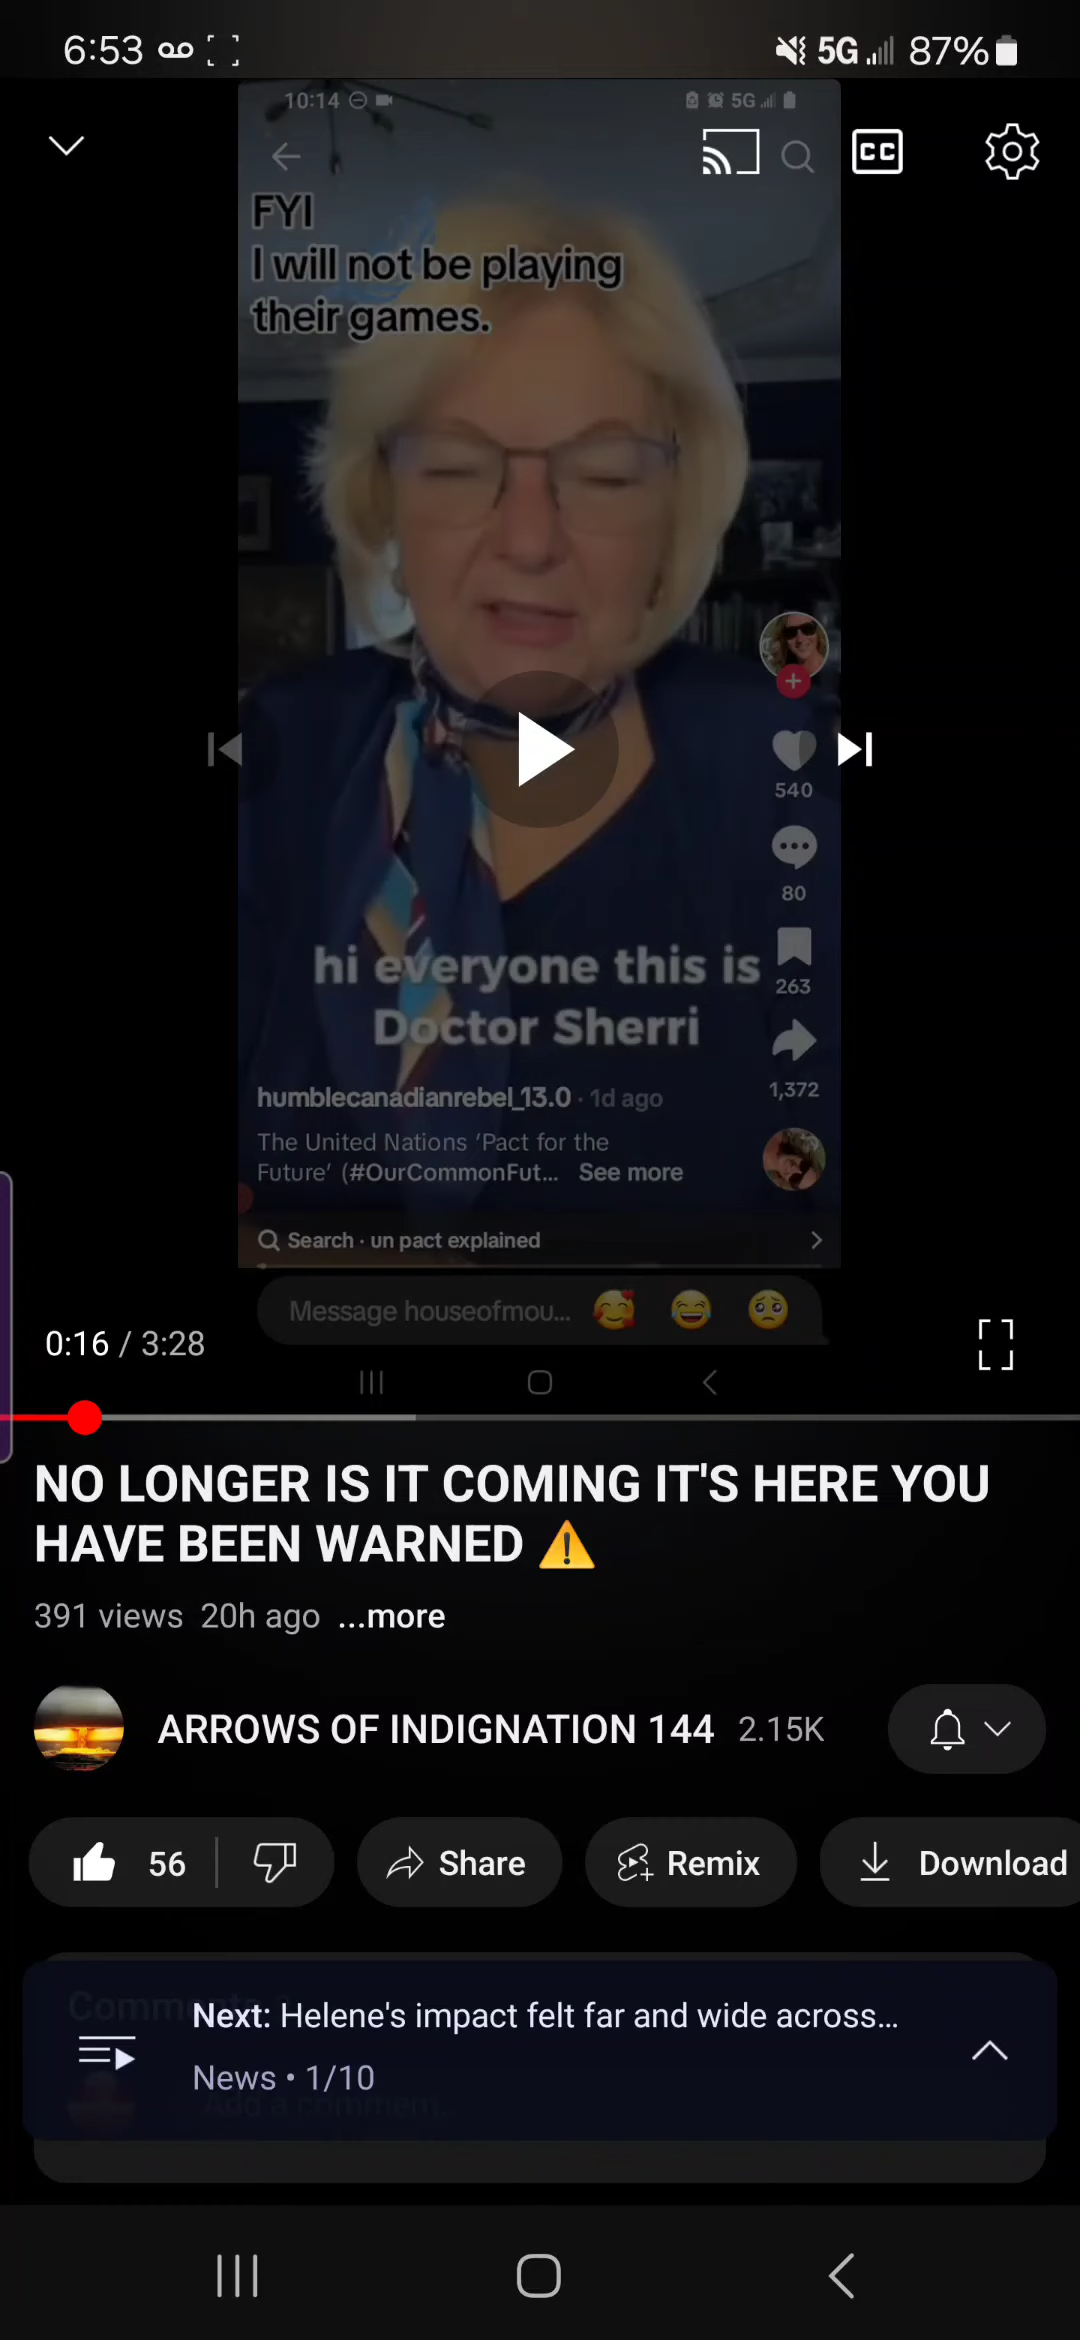 6:53
5G 87%
10:14
5G
CC
FYI
I will not be playing
their games.
540
80
hi everyone this is
263
Doctor Sherri
1,372
humblecanadianrebel_13.0 · 1d ago
The United Nations 'Pact for the
Future' (#OurCommonFut... See more
Search · un pact explained
Message houseofmou...
0:16 / 3:28
NO LONGER IS IT COMING IT'S HERE YOU
HAVE BEEN WARNED
391 views 20h ago ...more
ARROWS OF INDIGNATION 144 2.15K
56 Share Remix Download
Next: Helene's impact felt far and wide across...
News • 1/10
Add a comment...